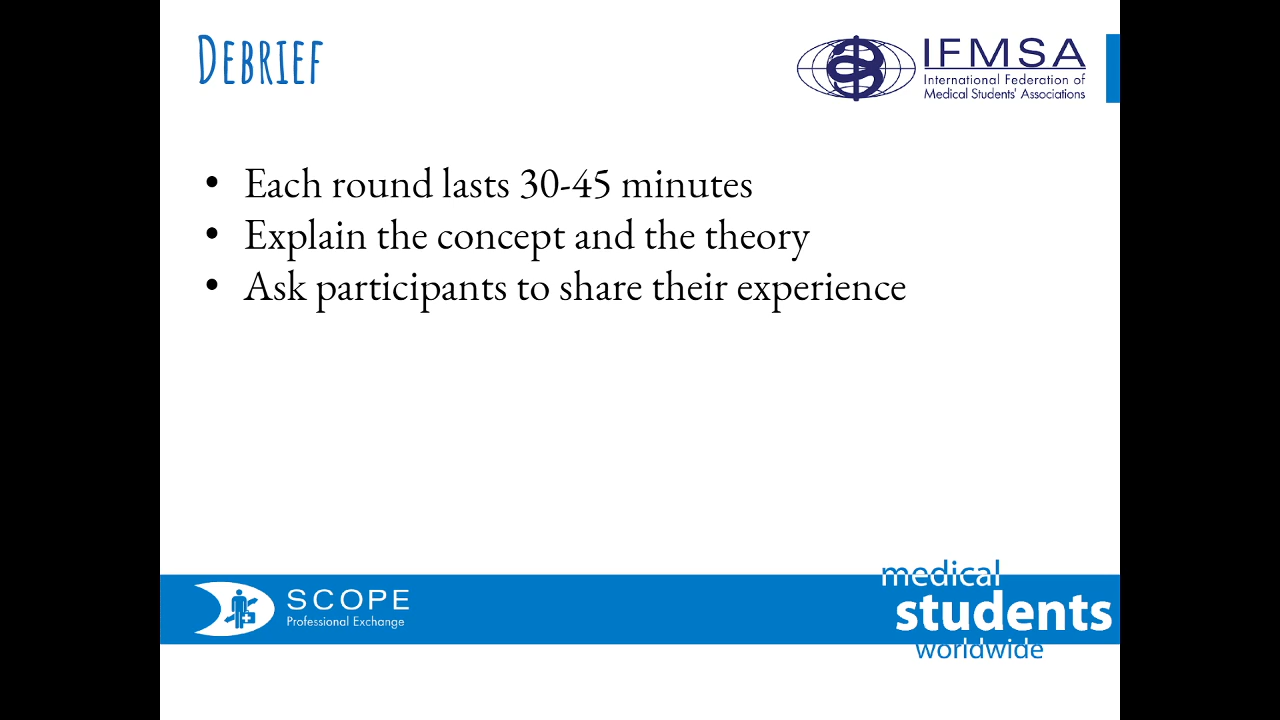 DEBRIEF
IFMSA
International Federation of
Medical Students' Associations
• Each round lasts 30-45 minutes
• Explain the concept and the theory
• Ask participants to share their experience
SCOPE
Professional Exchange
medical
students
worldwide